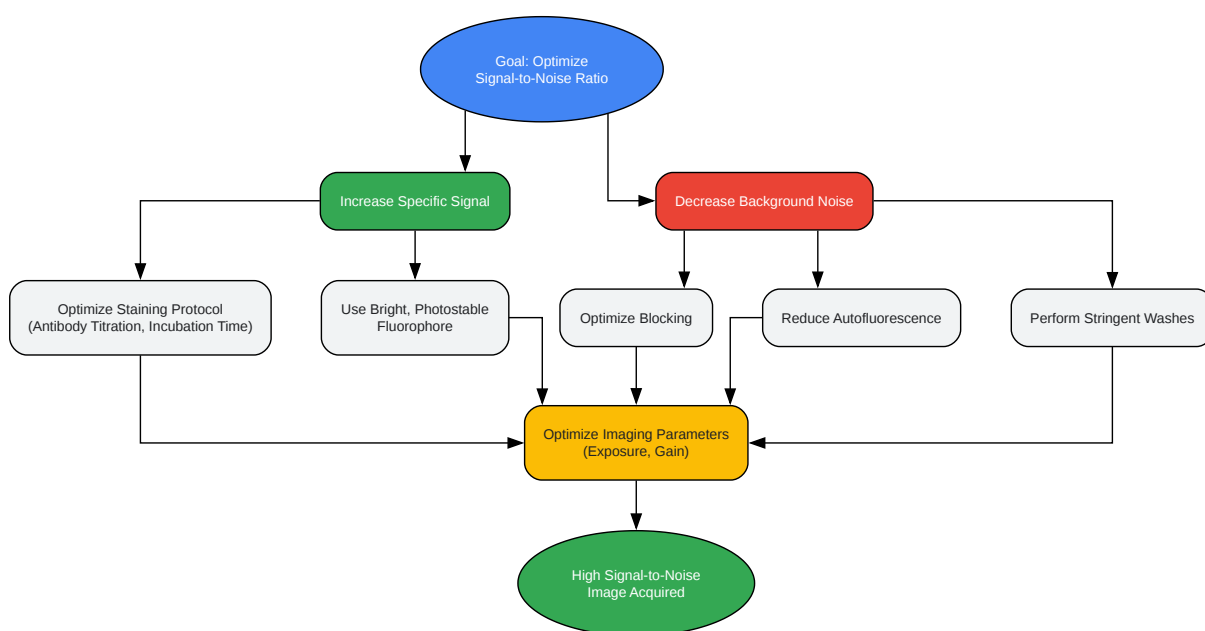 Goal: Optimize
Signal-to-Noise Ratio
Increase Specific Signal
Decrease Background Noise
Optimize Staining Protocol
(Antibody Titration, Incubation Time)
Use Bright, Photostable
Fluorophore
Optimize Blocking
Reduce Autofluorescence
Perform Stringent Washes
Optimize Imaging Parameters
(Exposure, Gain)
High Signal-to-Noise
Image Acquired